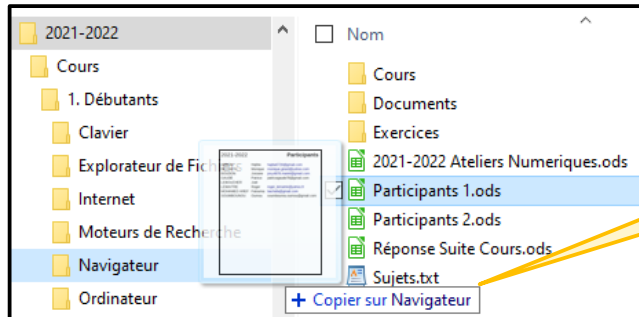 2021-2022
Cours
1. Débutants
Clavier
Explorateur de Fichiers
Internet
Moteurs de Recherche
Navigateur
Ordinateur
Nom
Cours
Documents
Exercices
2021-2022 Ateliers Numeriques.ods
Participants 1.ods
Participants 2.ods
Réponse Suite Cours.ods
Sujets.txt
2021-2022 Participants
+ Copier sur Navigateur